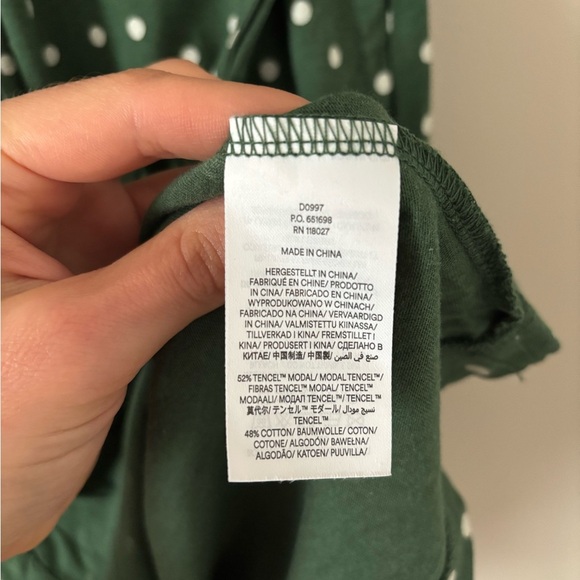 D0997
P.O. 651698
RN 118027
MADE IN CHINA
HERGESTELLT IN CHINA/
FABRIQUÉ EN CHINE/ PRODOTTO
IN CINA/ FABRICADO EN CHINA/
WYPRODUKOWANO W CHINACH/
FABRICADO NA CHINA/ VERVAARDIGD
IN CHINA/ VALMISTETTU KIINASSA/
TILLVERKAD I KINA/ FREMSTILLET I
KINA/ PRODUSERT I KINA/ СДЕЛАНО В
КИТАЕ/ 中国制造/ 中国製/ صنع في الصين
52% TENCEL™ MODAL/ MODAL TENCEL™/
FIBRAS TENCEL™ MODAL/ TENCEL™
MODAALI/ МОДАЛ TENCEL™/ TENCEL™
莫代尔/ テンセル™ モダール/ نسيج مودال
TENCEL™
48% COTTON/ BAUMWOLLE/ COTON/
COTONE/ ALGODÓN/ BAWEŁNA/
ALGODÃO/ KATOEN/ PUUVILLA/